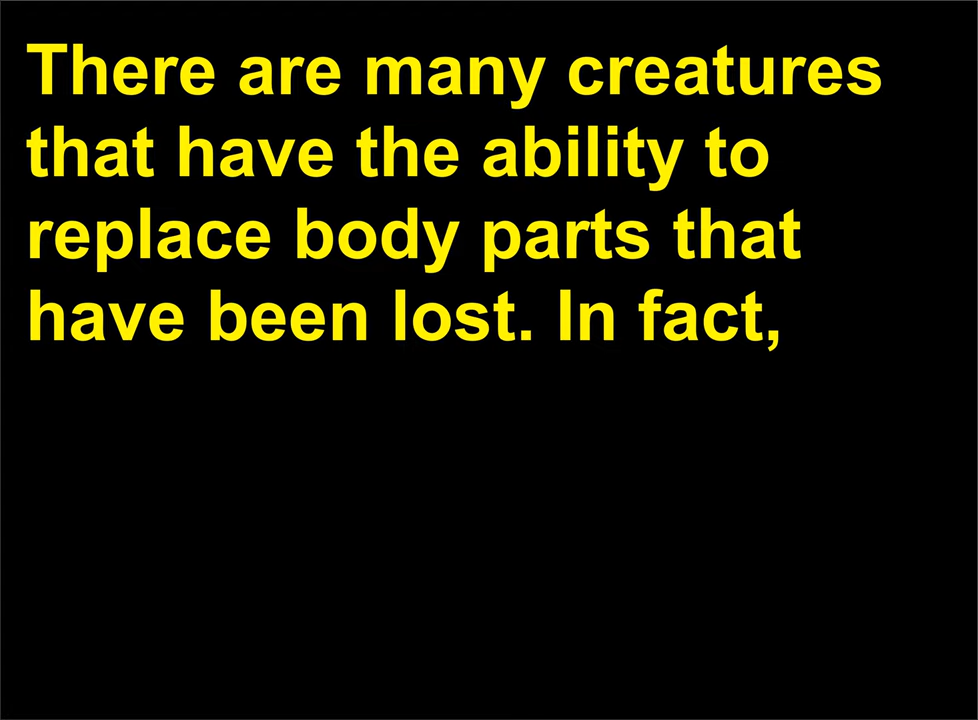 There are many creatures
that have the ability to
replace body parts that
have been lost. In fact,